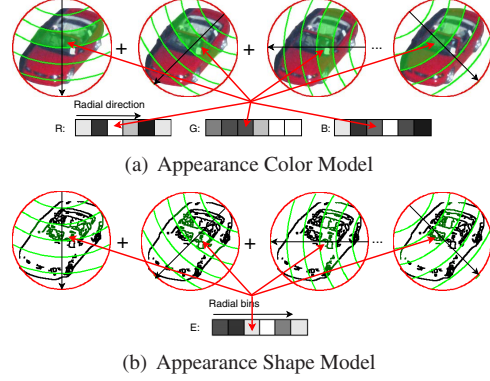 + + ...
Radial direction
R: G: B:
(a) Appearance Color Model
+ + ...
Radial bins
E:
(b) Appearance Shape Model